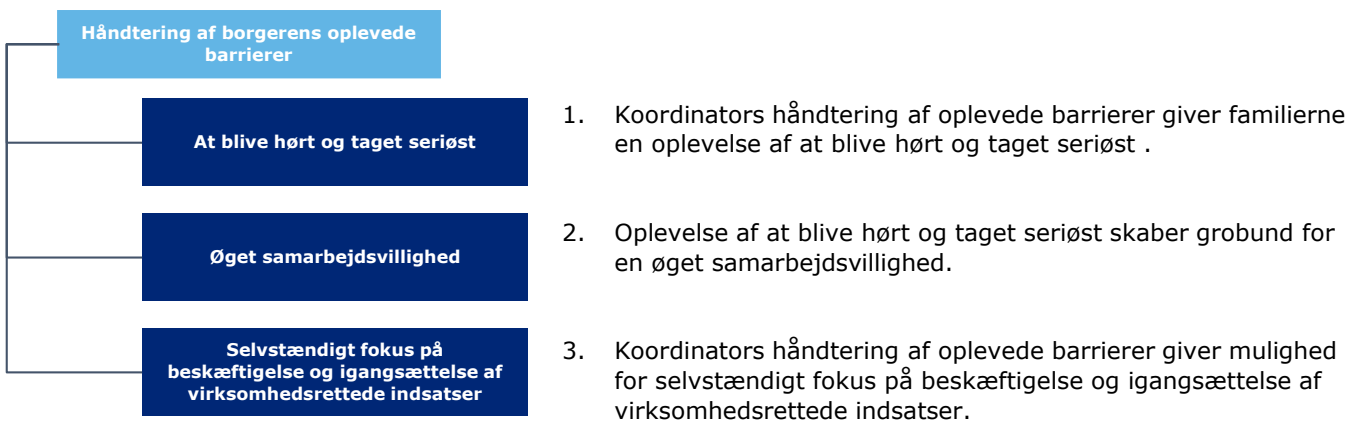 Håndtering af borgerens oplevede
barrierer
At blive hørt og taget seriøst
1. Koordinators håndtering af oplevede barrierer giver familierne
en oplevelse af at blive hørt og taget seriøst .
Øget samarbejdsvillighed
2. Oplevelse af at blive hørt og taget seriøst skaber grobund for
en øget samarbejdsvillighed.
Selvstændigt fokus på
beskæftigelse og igangsættelse af
virksomhedsrettede indsatser
3. Koordinators håndtering af oplevede barrierer giver mulighed
for selvstændigt fokus på beskæftigelse og igangsættelse af
virksomhedsrettede indsatser.